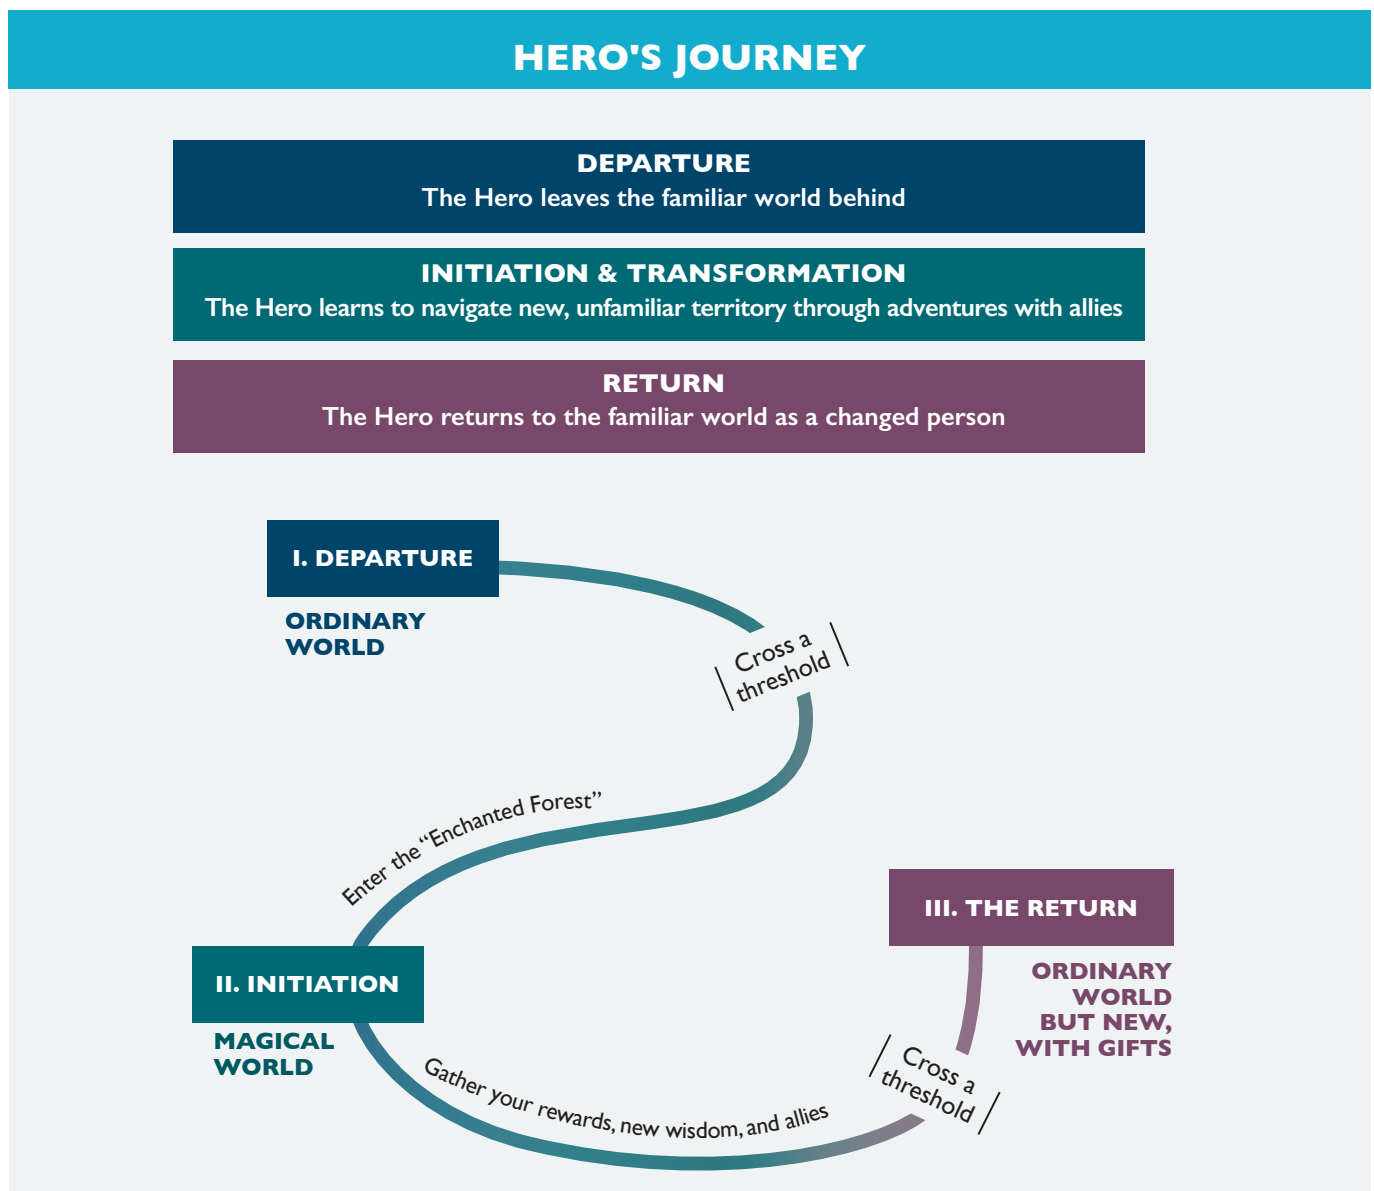 HERO'S JOURNEY
DEPARTURE
The Hero leaves the familiar world behind
INITIATION & TRANSFORMATION
The Hero learns to navigate new, unfamiliar territory through adventures with allies
RETURN
The Hero returns to the familiar world as a changed person
I. DEPARTURE
ORDINARY
WORLD
Cross a
threshold
Enter the “Enchanted Forest”
II. INITIATION
MAGICAL
WORLD
Gather your rewards, new wisdom, and allies
Cross a
threshold
III. THE RETURN
ORDINARY
WORLD
BUT NEW,
WITH GIFTS